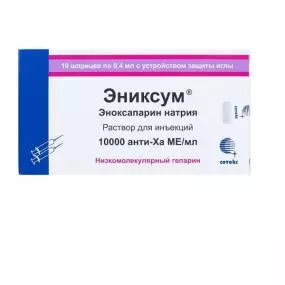 10 шприцев по 0,4 мл с устройством защиты иглы
Эниксум®
Эноксапарин натрия
Раствор для инъекций
10000 анти-Ха МЕ/мл
Низкомолекулярный гепарин
сотекс